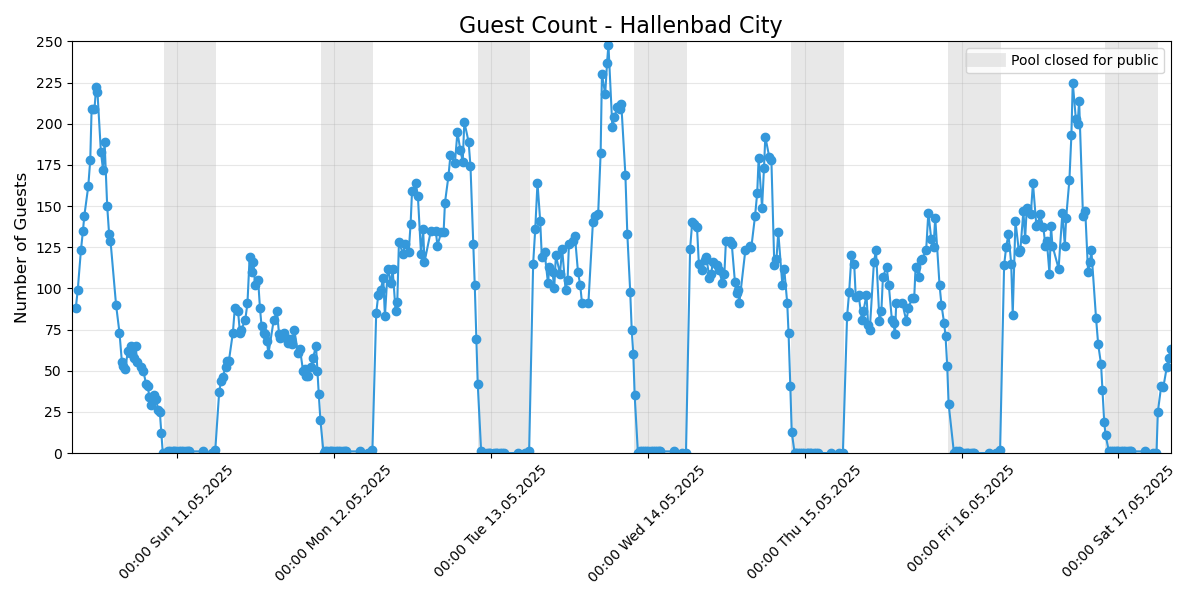 Guest Count - Hallenbad City
Pool closed for public
Number of Guests
250
225
200
175
150
125
100
75
50
25
0
00:00 Sun 11.05.2025
00:00 Mon 12.05.2025
00:00 Tue 13.05.2025
00:00 Wed 14.05.2025
00:00 Thu 15.05.2025
00:00 Fri 16.05.2025
00:00 Sat 17.05.2025